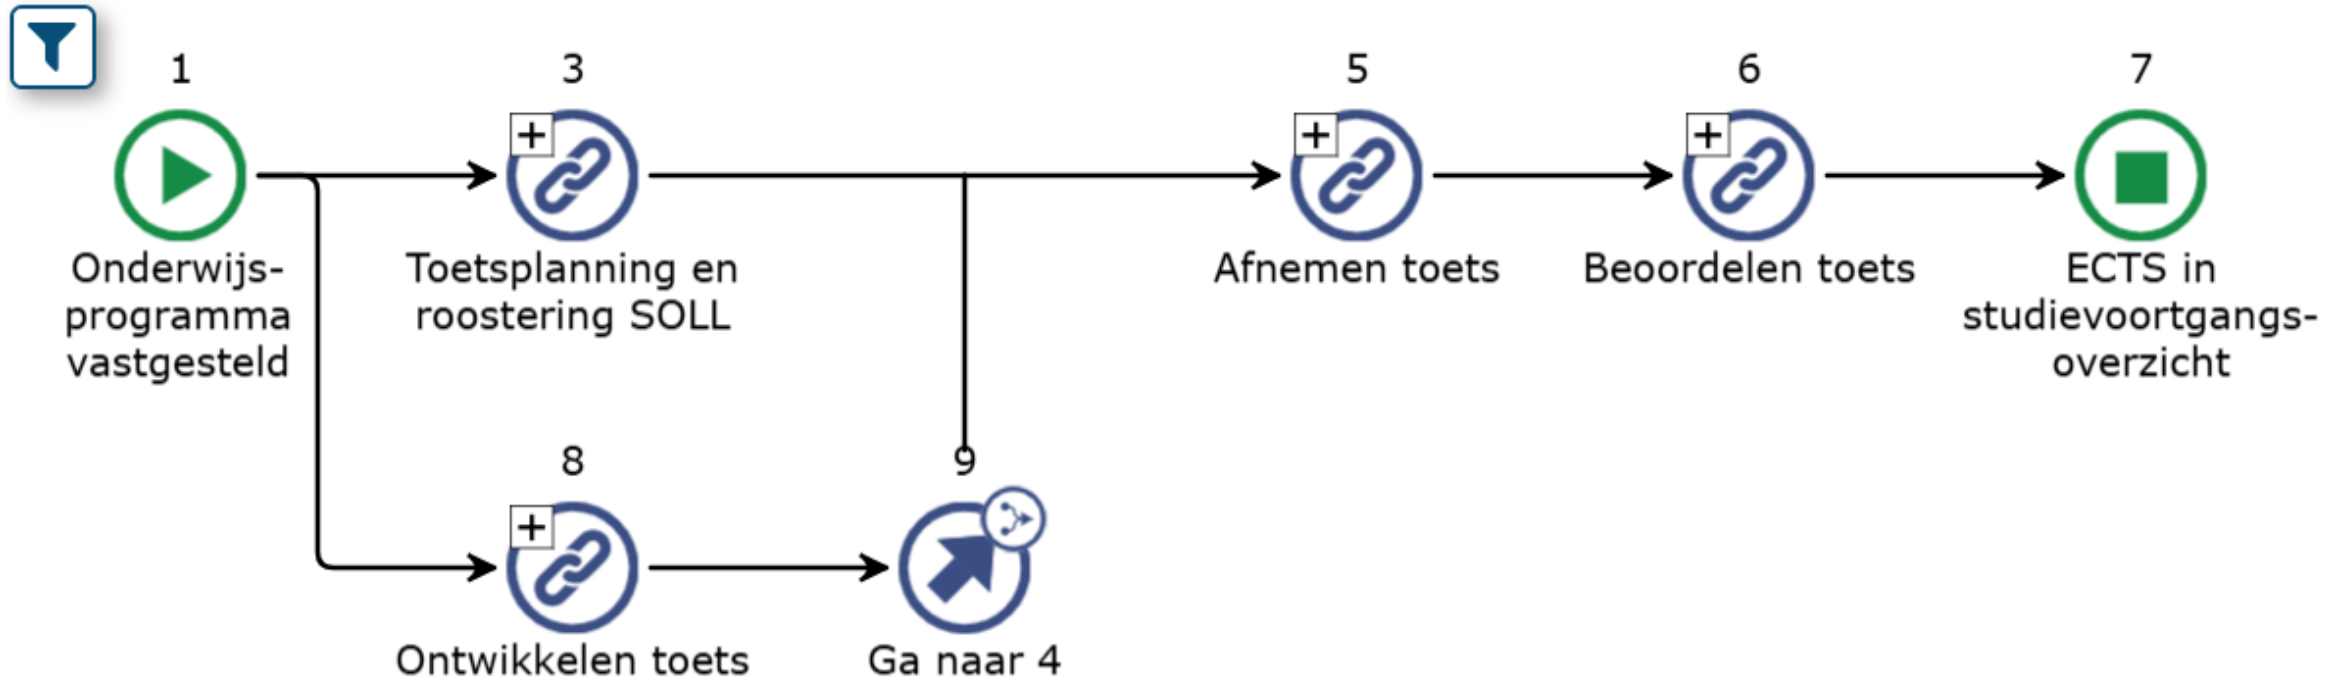 1
3
5
6
7
Onderwijs-
programma
vastgesteld
Toetsplanning en
roostering SOLL
Afnemen toets
Beoordelen toets
ECTS in
studievoortgangs-
overzicht
8
9
Ontwikkelen toets
Ga naar 4